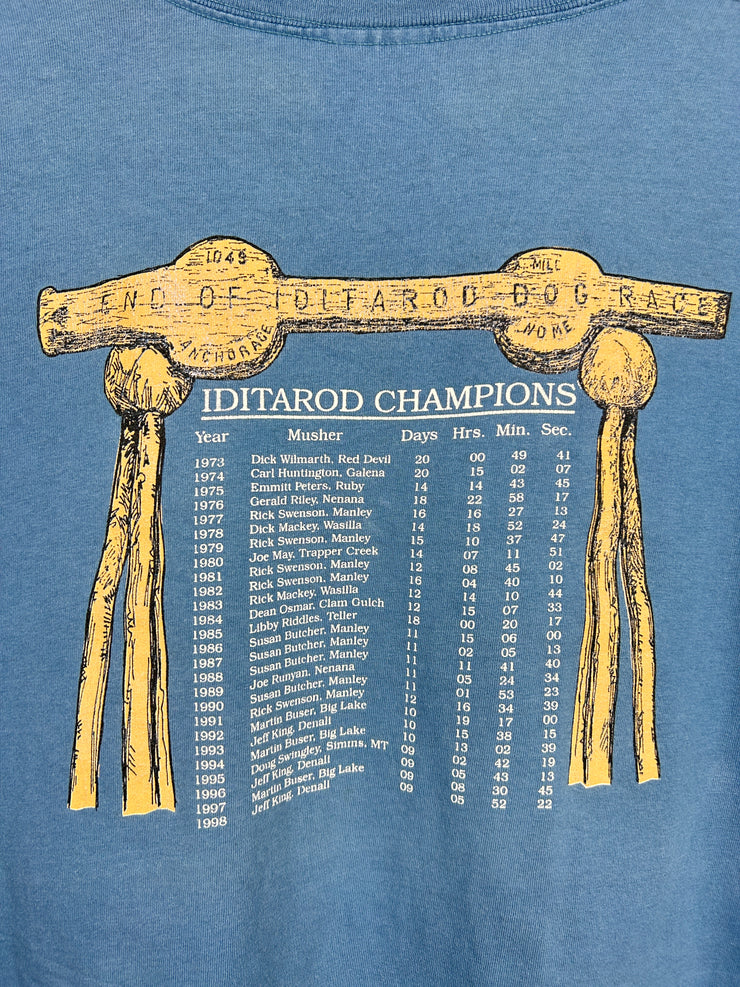 1049
A. MILE
END OF IDITAROD DOG RACE
ANCHORAGE
NOME
IDITAROD CHAMPIONS
Year Musher Days Hrs. Min. Sec.
1973 Dick Wilmarth, Red Devil 20 00 49 41
1974 Carl Huntington, Galena 20 15 02 07
1975 Emmitt Peters, Ruby 14 14 43 45
1976 Gerald Riley, Nenana 18 22 58 17
1977 Rick Swenson, Manley 16 16 27 13
1978 Dick Mackey, Wasilla 14 18 52 24
1979 Rick Swenson, Manley 15 10 37 47
1980 Joe May, Trapper Creek 14 07 11 51
1981 Rick Swenson, Manley 12 08 45 02
1982 Rick Swenson, Manley 16 04 40 10
1983 Rick Mackey, Wasilla 12 14 10 44
1984 Dean Osmar, Clam Gulch 12 15 07 33
1985 Libby Riddles, Teller 18 00 20 17
1986 Susan Butcher, Manley 11 15 06 00
1987 Susan Butcher, Manley 11 02 05 13
1988 Susan Butcher, Manley 11 11 41 40
1989 Joe Runyan, Nenana 11 05 24 34
1990 Susan Butcher, Manley 11 01 53 23
1991 Rick Swenson, Manley 12 16 34 39
1992 Martin Buser, Big Lake 10 19 17 00
1993 Jeff King, Denali 10 15 38 15
1994 Martin Buser, Big Lake 10 13 02 39
1995 Doug Swingley, Simms, MT 09 02 42 19
1996 Jeff King, Denali 09 05 43 13
1997 Martin Buser, Big Lake 09 08 30 45
1998 Jeff King, Denali 09 05 52 22